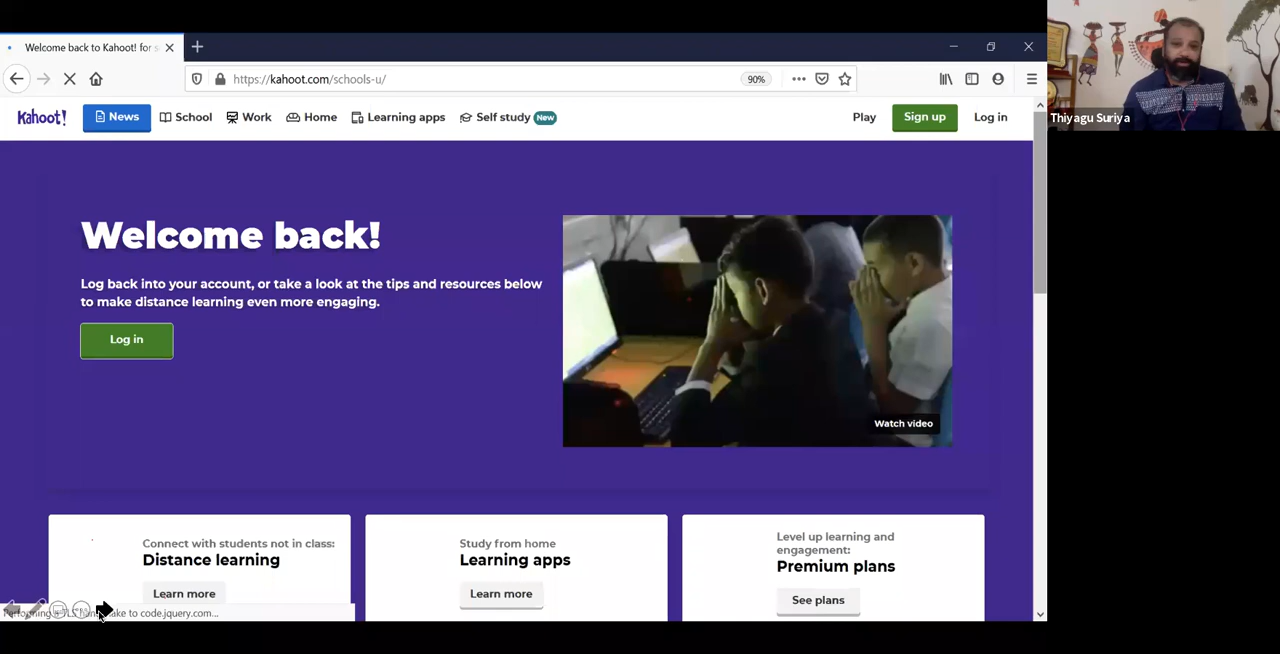 Welcome back to Kahoot! for s
https://kahoot.com/schools-u/
90%
Kahoot!
News
School
Work
Home
Learning apps
Self study
New
Play
Sign up
Log in
Thiyagu Suriya
Welcome back!
Log back into your account, or take a look at the tips and resources below
to make distance learning even more engaging.
Log in
Watch video
Connect with students not in class:
Distance learning
Learn more
Study from home
Learning apps
Learn more
Level up learning and
engagement:
Premium plans
See plans
to code.jquery.com...